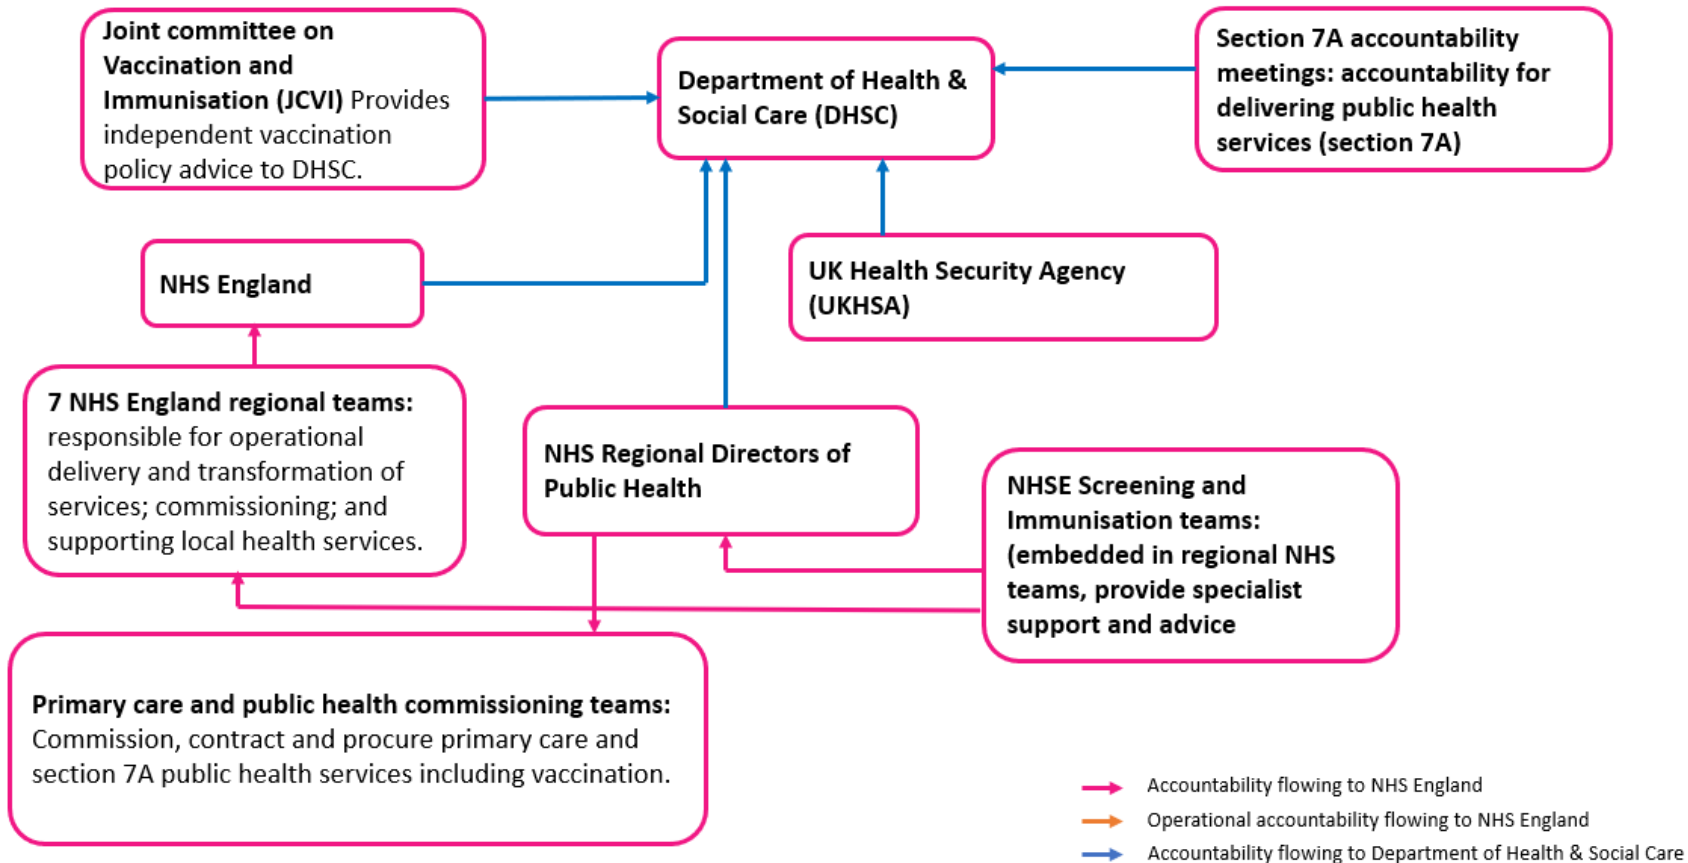 Joint committee on
Vaccination and
Immunisation (JCVI) Provides
independent vaccination
policy advice to DHSC.
Department of Health &
Social Care (DHSC)
Section 7A accountability
meetings: accountability for
delivering public health
services (section 7A)
NHS England
UK Health Security Agency
(UKHSA)
7 NHS England regional teams:
responsible for operational
delivery and transformation of
services; commissioning; and
supporting local health services.
NHS Regional Directors of
Public Health
NHSE Screening and
Immunisation teams:
(embedded in regional NHS
teams, provide specialist
support and advice
Primary care and public health commissioning teams:
Commission, contract and procure primary care and
section 7A public health services including vaccination.
Accountability flowing to NHS England
Operational accountability flowing to NHS England
Accountability flowing to Department of Health & Social Care